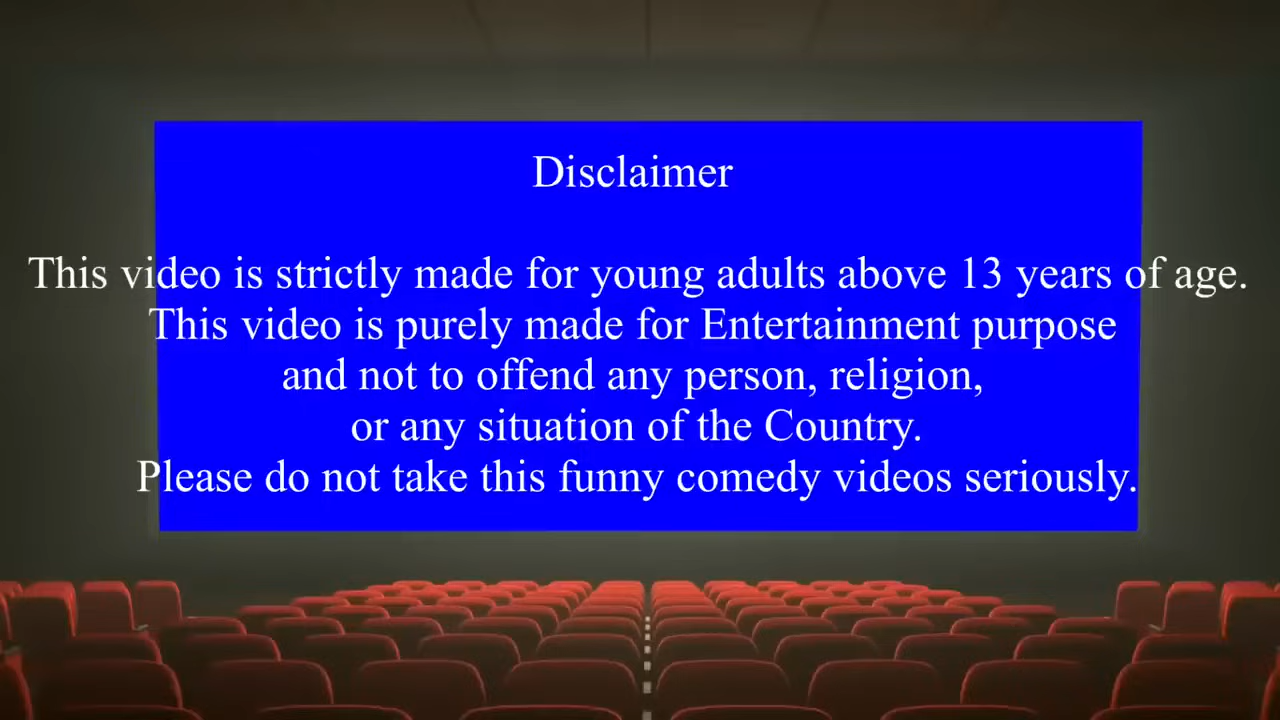 Disclaimer
This video is strictly made for young adults above 13 years of age.
This video is purely made for Entertainment purpose
and not to offend any person, religion,
or any situation of the Country.
Please do not take this funny comedy videos seriously.